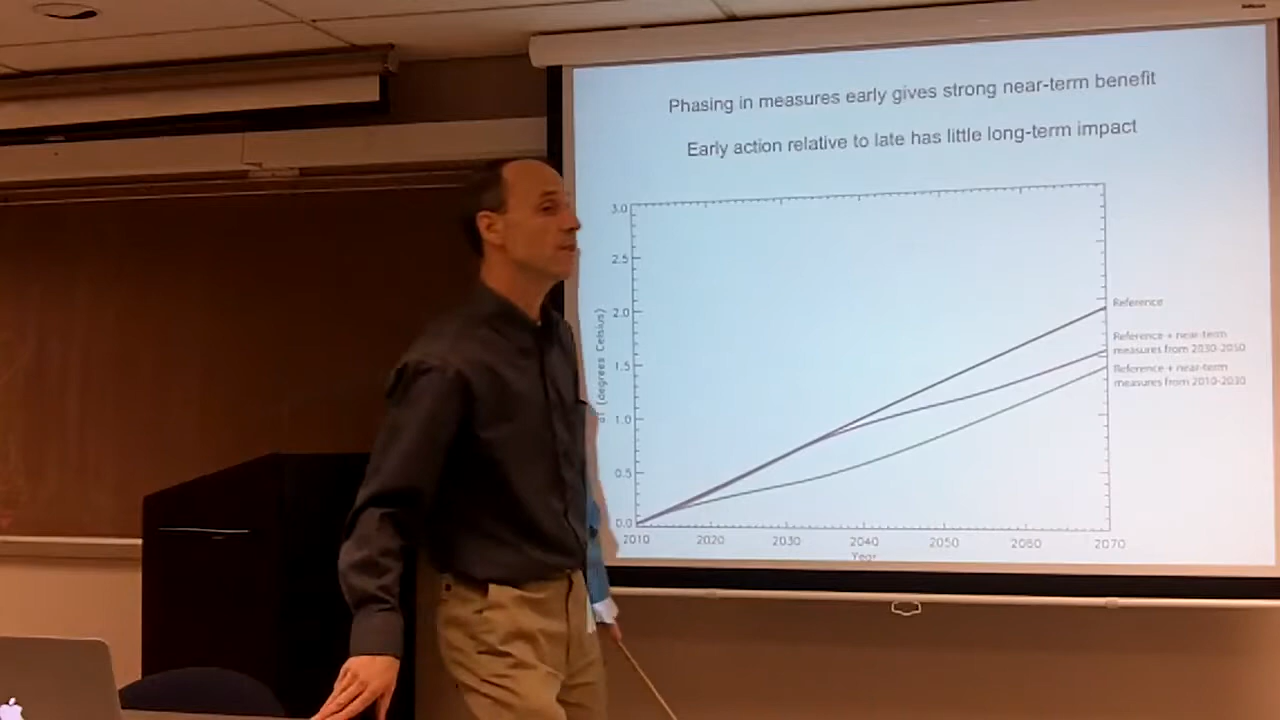 Phasing in measures early gives strong near-term benefit
Early action relative to late has little long-term impact
3.0
2.5
2.0
1.5
1.0
0.5
0.0
dT (degrees Celsius)
2010 2020 2030 2040 2050 2060 2070
Year
Reference
Reference + near-term
measures from 2030-2050
Reference + near-term
measures from 2010-2030